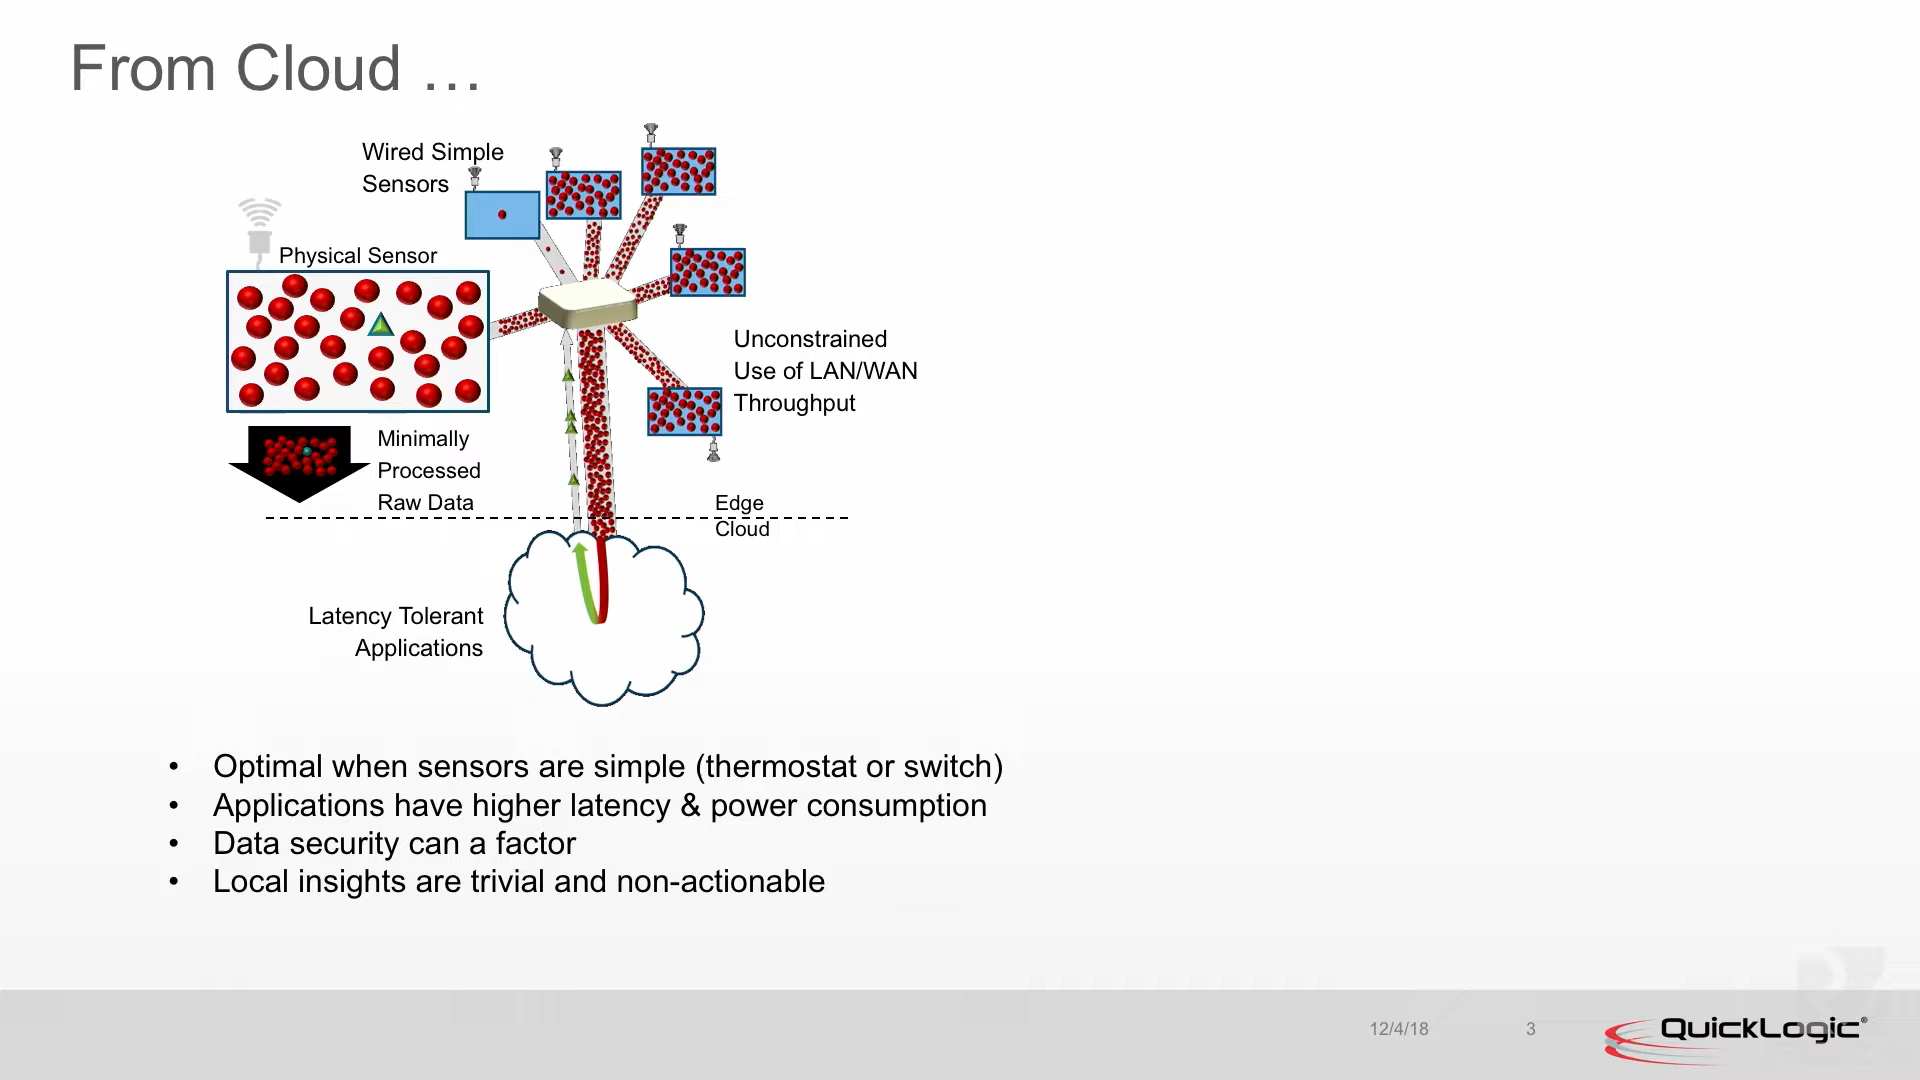 From Cloud …
Wired Simple
Sensors
Physical Sensor
Unconstrained
Use of LAN/WAN
Throughput
Minimally
Processed
Raw Data
Edge
Cloud
Latency Tolerant
Applications
• Optimal when sensors are simple (thermostat or switch)
• Applications have higher latency & power consumption
• Data security can a factor
• Local insights are trivial and non-actionable
12/4/18
3
QuickLogic®